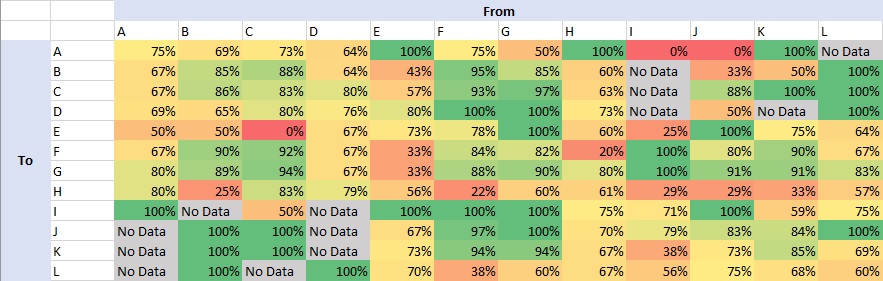 From
A B C D E F G H I J K L
A 75% 69% 73% 64% 100% 75% 50% 100% 0% 0% 100% No Data
B 67% 85% 88% 64% 43% 95% 85% 60% No Data 33% 50% 100%
C 67% 86% 83% 80% 57% 93% 97% 63% No Data 88% 100% 100%
D 69% 65% 80% 76% 80% 100% 100% 73% No Data 50% No Data 100%
E 50% 50% 0% 67% 73% 78% 100% 60% 25% 100% 75% 64%
To
F 67% 90% 92% 67% 33% 84% 82% 20% 100% 80% 90% 67%
G 80% 89% 94% 67% 33% 88% 90% 80% 100% 91% 91% 83%
H 80% 25% 83% 79% 56% 22% 60% 61% 29% 29% 33% 57%
I 100% No Data 50% No Data 100% 100% 100% 75% 71% 100% 59% 75%
J No Data 100% 100% No Data 67% 97% 100% 70% 79% 83% 84% 100%
K No Data 100% 100% No Data 73% 94% 94% 67% 38% 73% 85% 69%
L No Data 100% No Data 100% 70% 38% 60% 67% 56% 75% 68% 60%